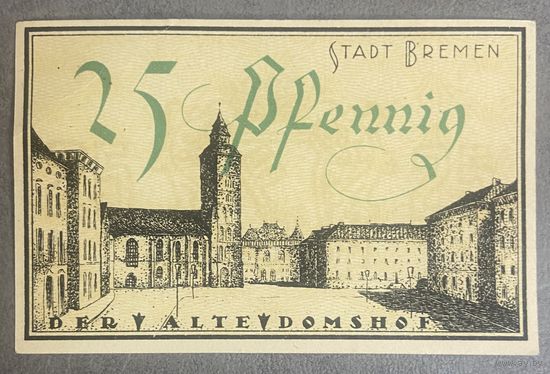 STADT BREMEN
25 Pfennig
DER ALTE DOMSHOF